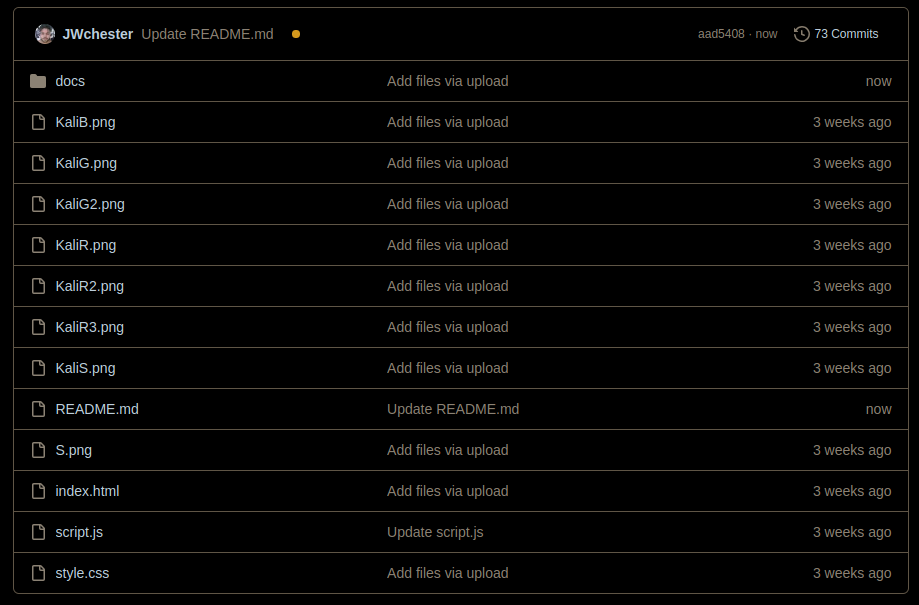 JWchester Update README.md aad5408 · now 73 Commits
docs Add files via upload now
KaliB.png Add files via upload 3 weeks ago
KaliG.png Add files via upload 3 weeks ago
KaliG2.png Add files via upload 3 weeks ago
KaliR.png Add files via upload 3 weeks ago
KaliR2.png Add files via upload 3 weeks ago
KaliR3.png Add files via upload 3 weeks ago
KaliS.png Add files via upload 3 weeks ago
README.md Update README.md now
S.png Add files via upload 3 weeks ago
index.html Add files via upload 3 weeks ago
script.js Update script.js 3 weeks ago
style.css Add files via upload 3 weeks ago